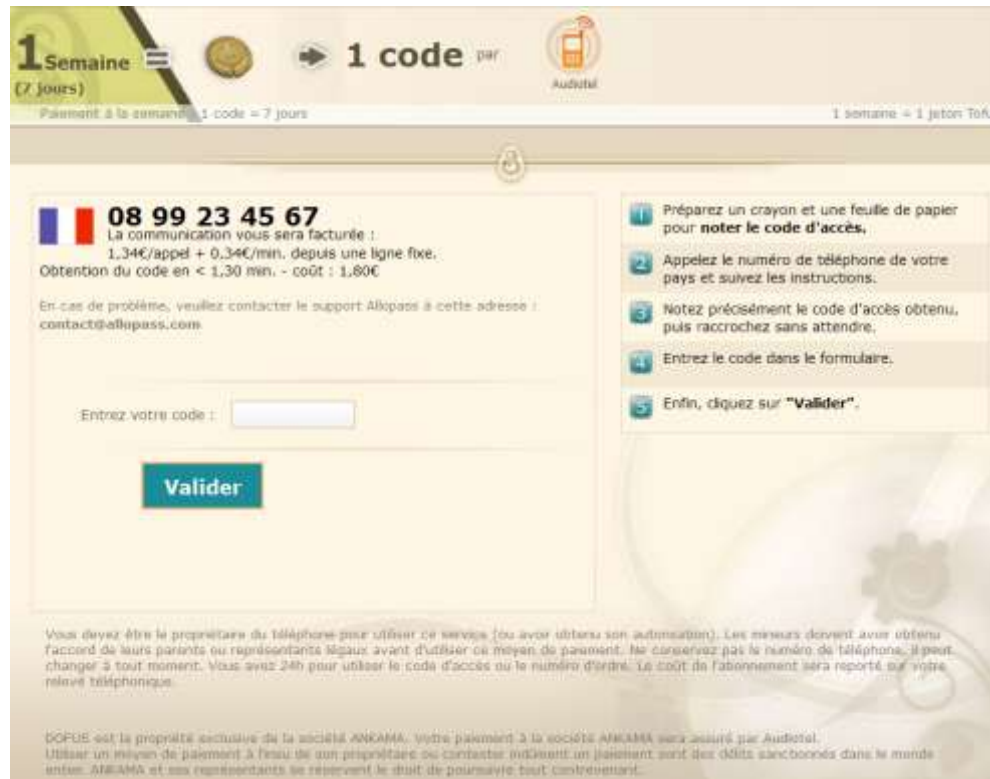 1 Semaine =
(7 jours)
1 code par
Audiotel
Paiement à la semaine : 1 code = 7 jours
1 semaine = 1 jeton Tofu
08 99 23 45 67
La communication vous sera facturée :
1,34€/appel + 0,34€/min. depuis une ligne fixe.
Obtention du code en < 1,30 min. - coût : 1,80€
En cas de problème, veuillez contacter le support Allopass à cette adresse :
contact@allopass.com
Entrez votre code :
Valider
1 Préparez un crayon et une feuille de papier
pour noter le code d'accès.
2 Appelez le numéro de téléphone de votre
pays et suivez les instructions.
3 Notez précisément le code d'accès obtenu,
puis raccrochez sans attendre.
4 Entrez le code dans le formulaire.
5 Enfin, cliquez sur "Valider".
Vous devez être le propriétaire du téléphone pour utiliser ce service (ou avoir obtenu son autorisation). Les mineurs doivent avoir obtenu
l'accord de leurs parents ou représentants légaux avant d'utiliser ce moyen de paiement. Ne conservez pas le numéro de téléphone, il peut
changer à tout moment. Vous avez 24h pour utiliser le code d'accès ou le numéro d'ordre. Le coût de l'abonnement sera reporté sur votre
relevé téléphonique.
DOFUS est la propriété exclusive de la société ANKAMA. Votre paiement à la société ANKAMA sera assuré par Audiotel.
Utiliser un moyen de paiement à l'insu de son propriétaire ou contester indûment un paiement sont des délits sanctionnés dans le monde
entier. ANKAMA et ses représentants se réservent le droit de poursuivre tout contrevenant.